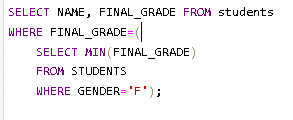 SELECT NAME, FINAL_GRADE FROM students
WHERE FINAL_GRADE=(
SELECT MIN(FINAL_GRADE)
FROM STUDENTS
WHERE GENDER='F');